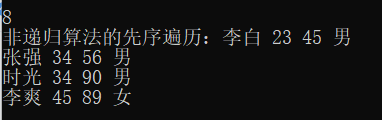 8
非递归算法的先序遍历：李白 23 45 男
张强 34 56 男
时光 34 90 男
李爽 45 89 女